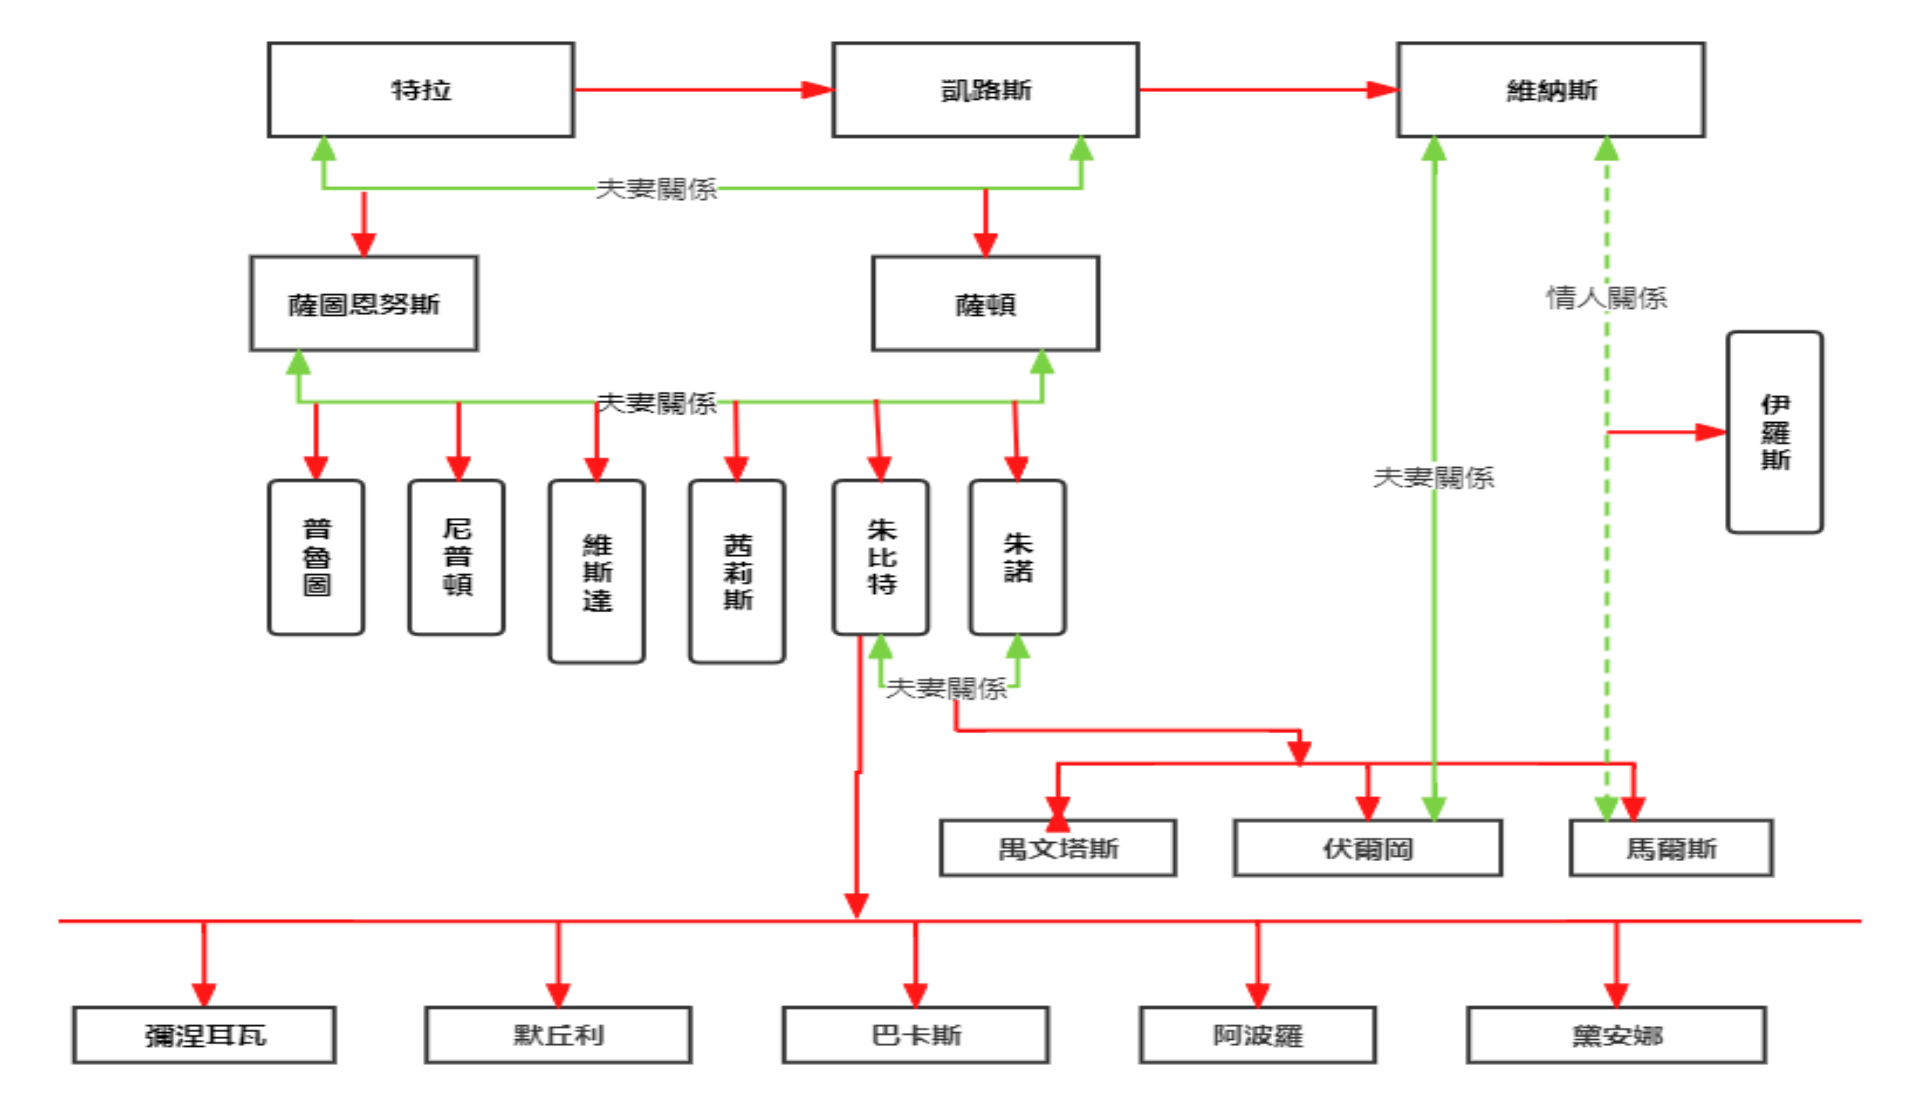 特拉
凱路斯
維納斯
夫妻關係
薩圖恩努斯
薩頓
情人關係
伊羅斯
夫妻關係
夫妻關係
普魯圖
尼普頓
維斯達
茜莉斯
朱比特
朱諾
夫妻關係
禺文塔斯
伏爾岡
馬爾斯
彌涅耳瓦
默丘利
巴卡斯
阿波羅
黛安娜